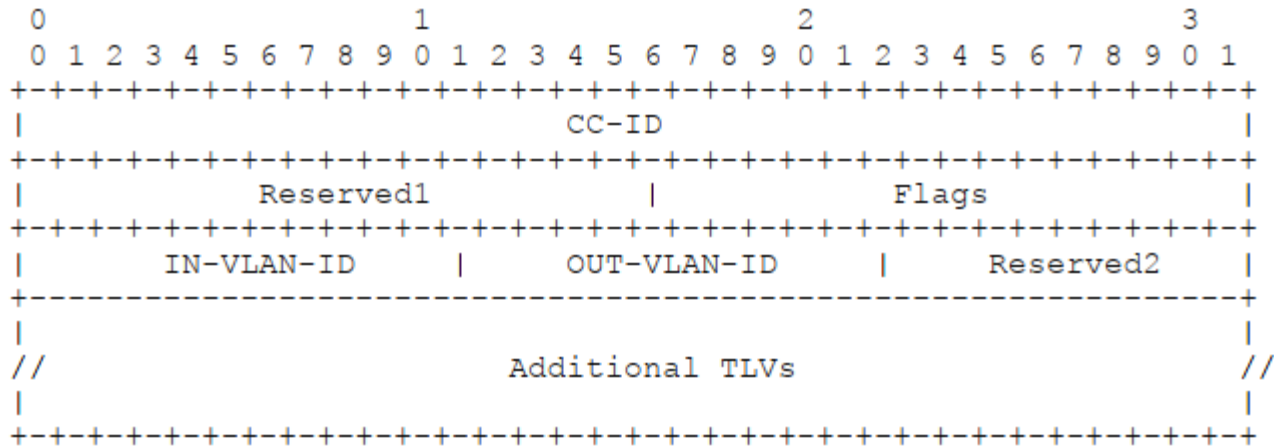 0                   1                   2                   3
 0 1 2 3 4 5 6 7 8 9 0 1 2 3 4 5 6 7 8 9 0 1 2 3 4 5 6 7 8 9 0 1
+-+-+-+-+-+-+-+-+-+-+-+-+-+-+-+-+-+-+-+-+-+-+-+-+-+-+-+-+-+-+-+-+
|                            CC-ID                              |
+-+-+-+-+-+-+-+-+-+-+-+-+-+-+-+-+-+-+-+-+-+-+-+-+-+-+-+-+-+-+-+-+
|            Reserved1            |            Flags            |
+-+-+-+-+-+-+-+-+-+-+-+-+-+-+-+-+-+-+-+-+-+-+-+-+-+-+-+-+-+-+-+-+
|       IN-VLAN-ID      |     OUT-VLAN-ID     |     Reserved2   |
+---------------------------------------------------------------+
|                                                               |
//                        Additional TLVs                       //
|                                                               |
+-+-+-+-+-+-+-+-+-+-+-+-+-+-+-+-+-+-+-+-+-+-+-+-+-+-+-+-+-+-+-+-+